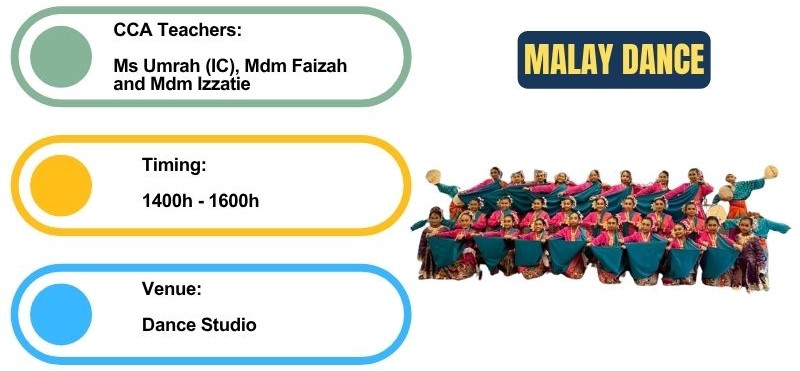 CCA Teachers:
Ms Umrah (IC), Mdm Faizah
and Mdm Izzatie
MALAY DANCE
Timing:
1400h - 1600h
Venue:
Dance Studio